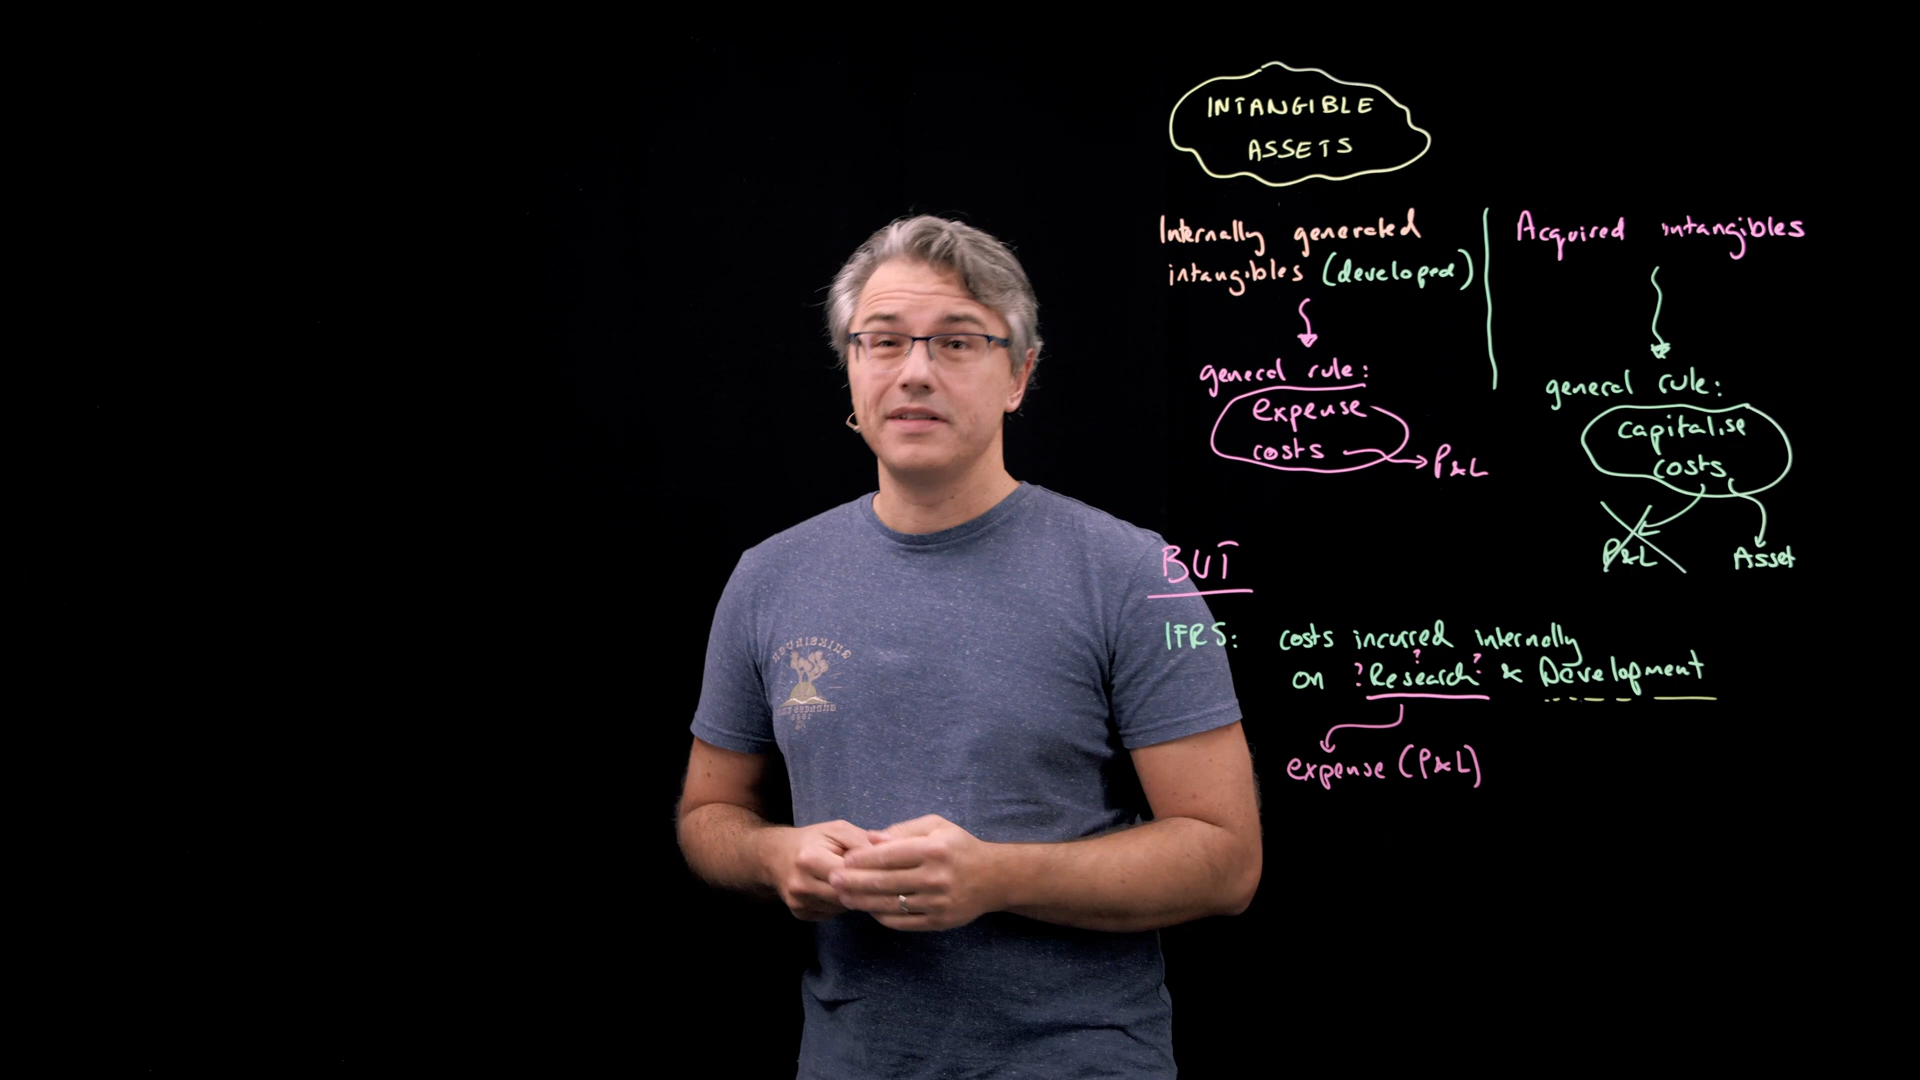 INTANGIBLE
ASSETS
Internally generated
intangibles (developed)
general rule:
expense
costs → P&L
Acquired intangibles
general rule:
capitalise
costs
P&L
Asset
BUT
IFRS: costs incurred internally
on ?Research? & Development
?
expense (P&L)